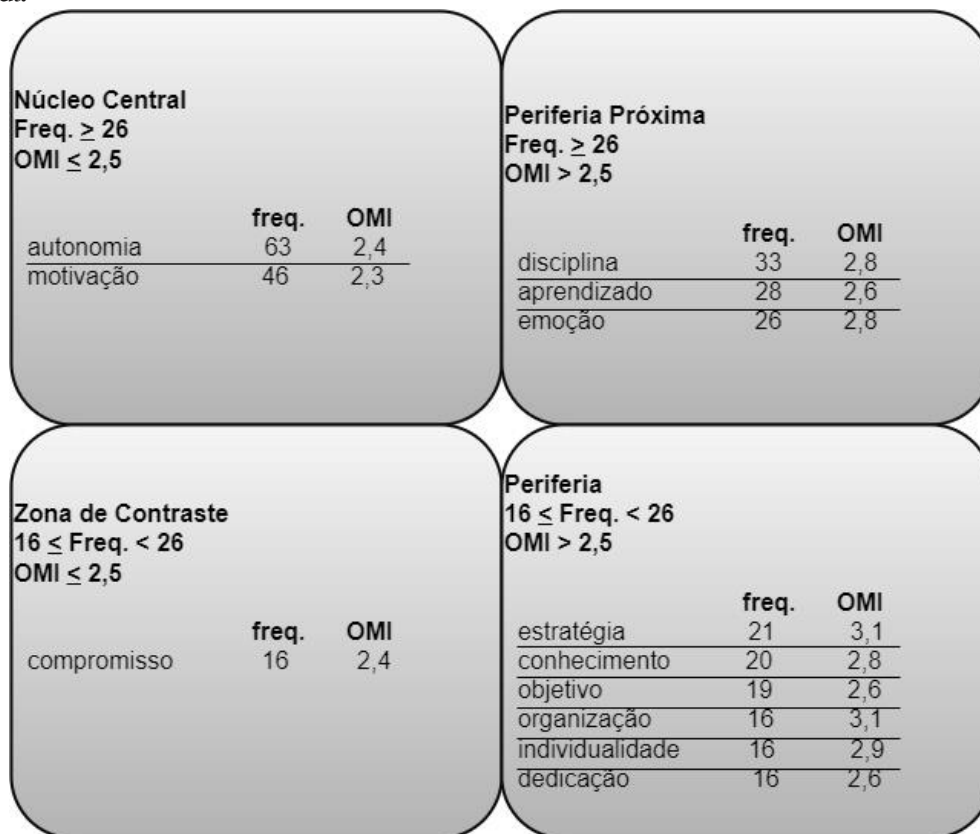 Núcleo Central
Freq. ≥ 26
OMI ≤ 2,5
freq. OMI
autonomia 63 2,4
motivação 46 2,3
Periferia Próxima
Freq. ≥ 26
OMI > 2,5
freq. OMI
disciplina 33 2,8
aprendizado 28 2,6
emoção 26 2,8
Zona de Contraste
16 ≤ Freq. < 26
OMI ≤ 2,5
freq. OMI
compromisso 16 2,4
Periferia
16 ≤ Freq. < 26
OMI > 2,5
freq. OMI
estratégia 21 3,1
conhecimento 20 2,8
objetivo 19 2,6
organização 16 3,1
individualidade 16 2,9
dedicação 16 2,6